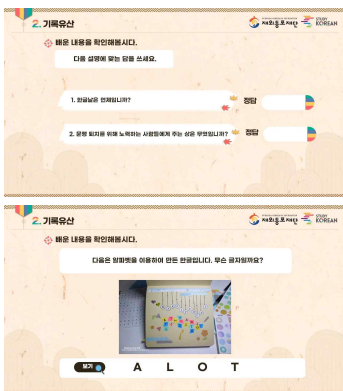 2. 기록유산
재외동포재단
STUDY KOREAN
배운 내용을 확인해봅시다.
다음 설명에 맞는 답을 쓰세요.
1. 한글날은 언제입니까?
정답
2. 문맹 퇴치를 위해 노력하는 사람들에게 주는 상은 무엇입니까?
정답
2. 기록유산
재외동포재단
STUDY KOREAN
배운 내용을 확인해봅시다.
다음은 알파벳을 이용하여 만든 한글입니다. 무슨 글자일까요?
보기
A L O T